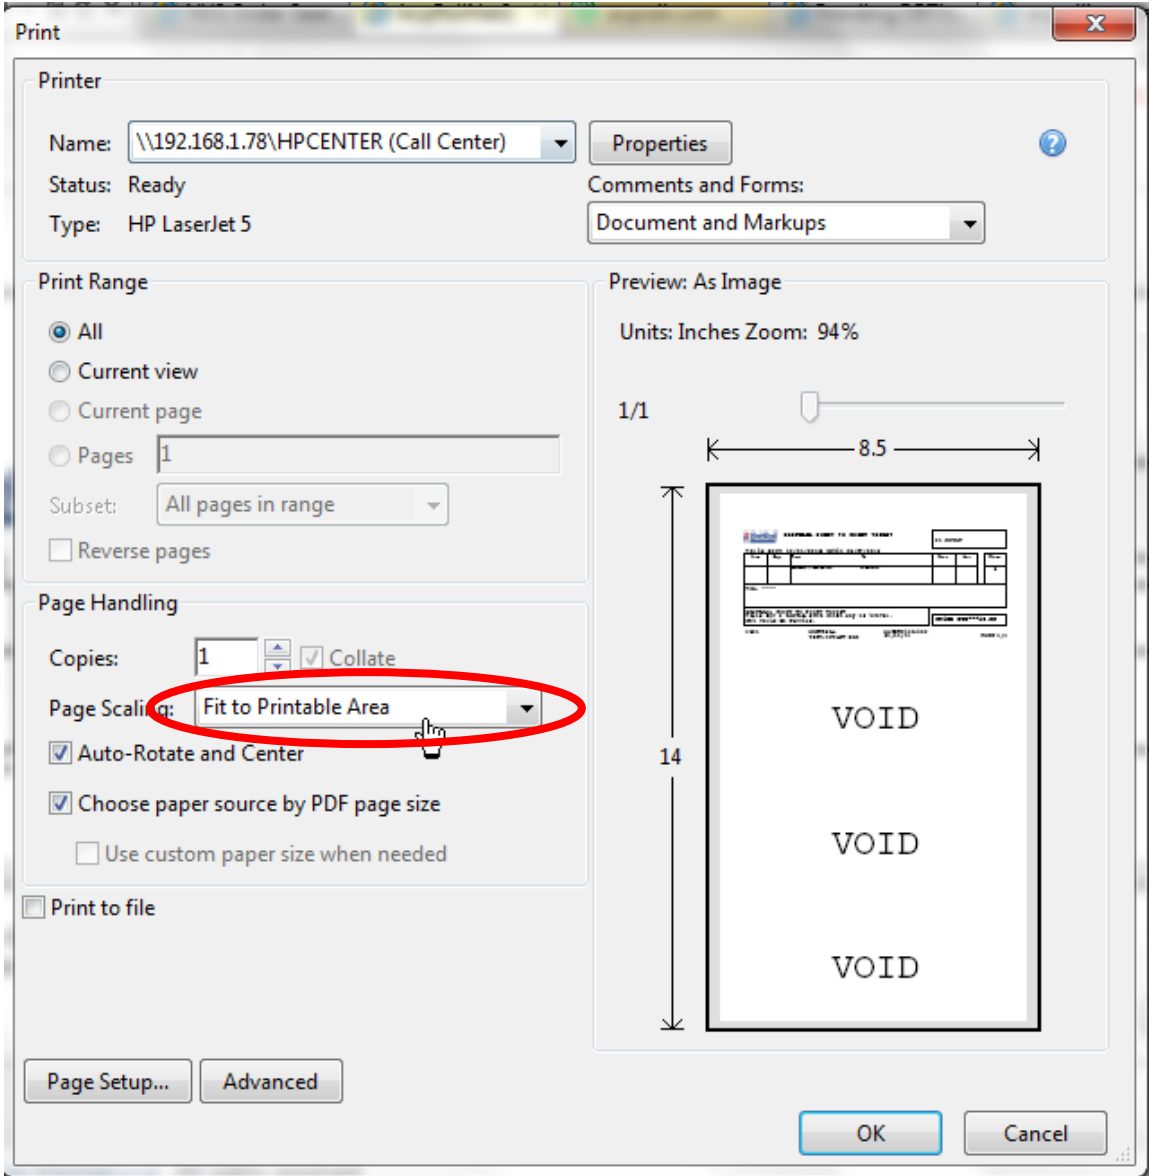 Print
Printer
Name: \\192.168.1.78\HPCENTER (Call Center) Properties
Status: Ready
Comments and Forms:
Type: HP LaserJet 5
Document and Markups
Print Range
All
Current view
Current page
Pages 1
Subset: All pages in range
Reverse pages
Page Handling
Copies: 1 Collate
Page Scaling: Fit to Printable Area
Auto-Rotate and Center
Choose paper source by PDF page size
Use custom paper size when needed
Print to file
Preview: As Image
Units: Inches Zoom: 94%
1/1
8.5
14
VOID
VOID
VOID
Page Setup... Advanced
OK Cancel